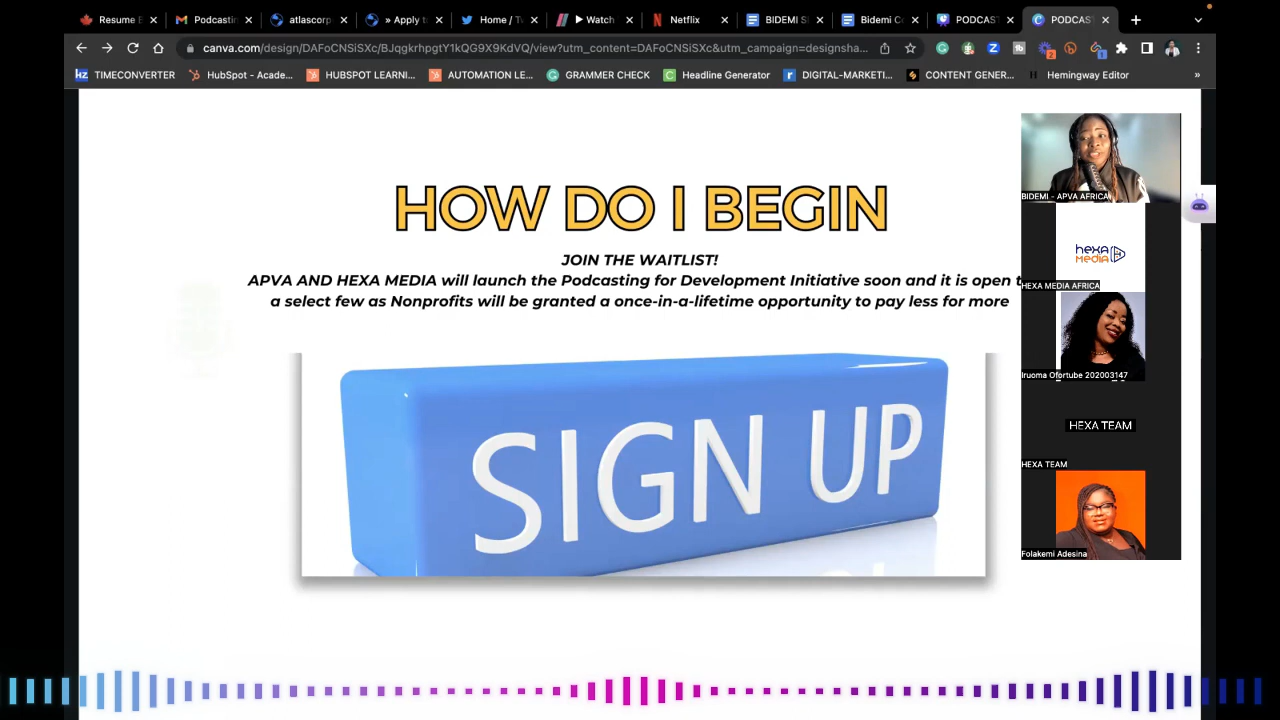 Resume B
Podcastin
atlascorp
» Apply t
Home / T
Watch
Netflix
BIDEMI S
Bidemi C
PODCAS
PODCAS
canva.com/design/DAFoCNSiSXc/BJqgkrhpgtY1kQG9X9KdVQ/view?utm_content=DAFoCNSiSXc&utm_campaign=designsha...
TIMECONVERTER
HubSpot - Acade...
HUBSPOT LEARNI...
AUTOMATION LE...
GRAMMER CHECK
Headline Generator
DIGITAL-MARKETI...
CONTENT GENER...
Hemingway Editor
»
HOW DO I BEGIN
JOIN THE WAITLIST!
APVA AND HEXA MEDIA will launch the Podcasting for Development Initiative soon and it is open t
a select few as Nonprofits will be granted a once-in-a-lifetime opportunity to pay less for more
SIGN UP
BIDEMI - APVA AFRICA
hexa
MEDIA
HEXA MEDIA AFRICA
Iruoma Ofortube 202003147
HEXA TEAM
HEXA TEAM
Folakemi Adesina